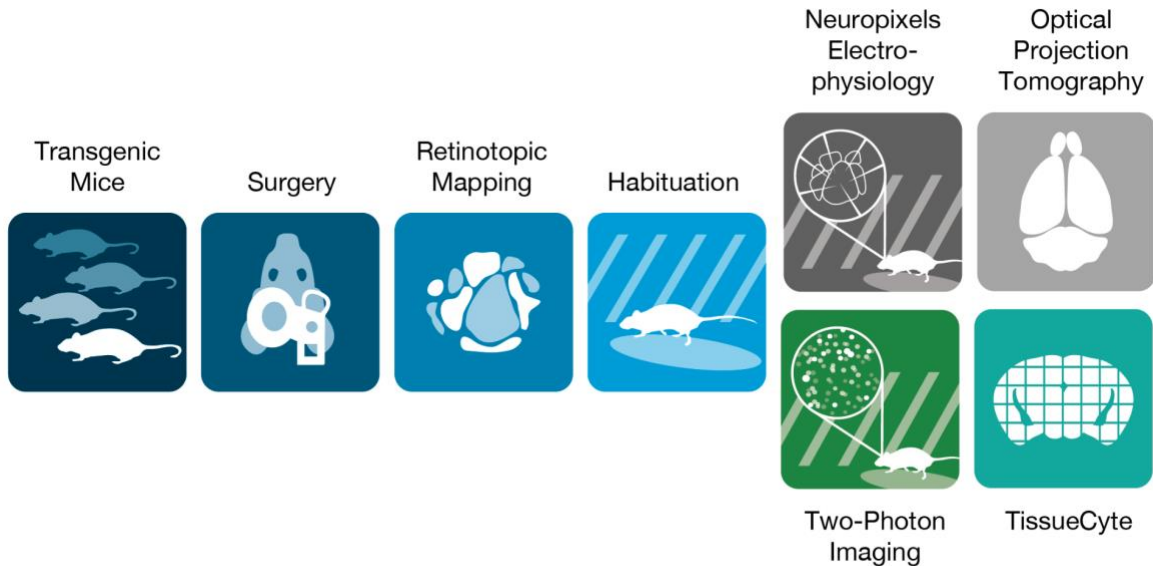 Transgenic
Mice
Surgery
Retinotopic
Mapping
Habituation
Neuropixels
Electro-
physiology
Optical
Projection
Tomography
Two-Photon
Imaging
TissueCyte